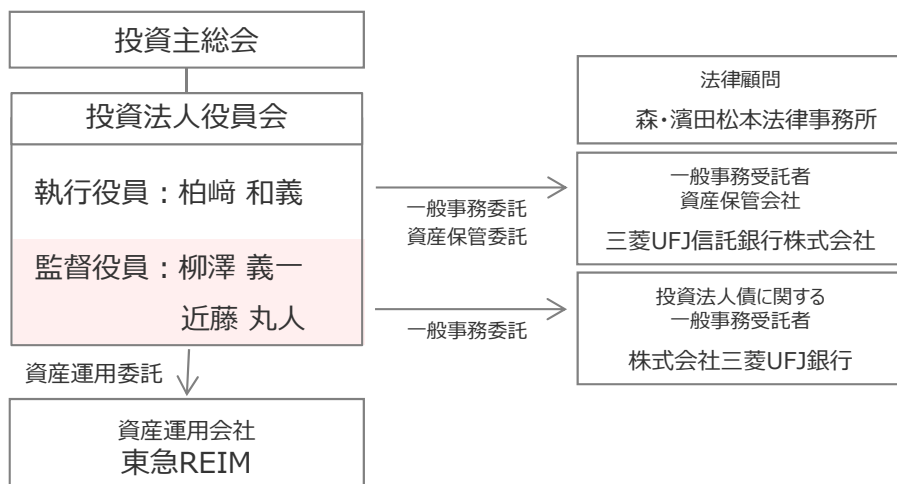 投資主総会
投資法人役員会
執行役員：柏﨑 和義
監督役員：柳澤 義一
近藤 丸人
資産運用委託
資産運用会社
東急REIM
一般事務委託
資産保管委託
一般事務委託
法律顧問
森・濱田松本法律事務所
一般事務受託者
資産保管会社
三菱UFJ信託銀行株式会社
投資法人債に関する
一般事務受託者
株式会社三菱UFJ銀行